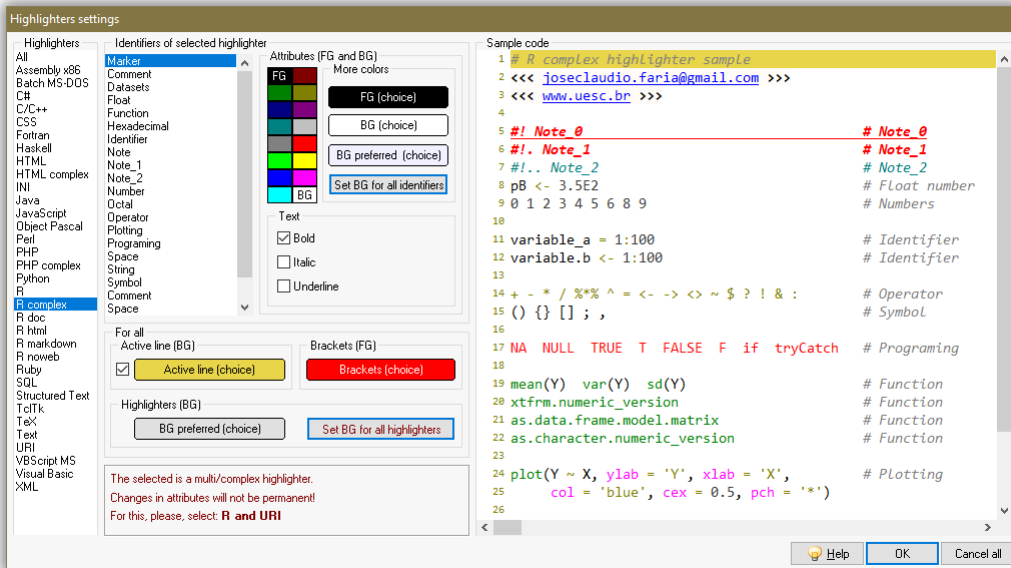 Highlighters settings
Highlighters
All
Assembly x86
Batch MS-DOS
C#
C/C++
CSS
Fortran
Haskell
HTML
HTML complex
INI
Java
JavaScript
Object Pascal
Perl
PHP
PHP complex
Python
R
R complex
R doc
R html
R markdown
R noweb
Ruby
SQL
Structured Text
TclTk
TeX
Text
URI
VBScript MS
Visual Basic
XML
Identifiers of selected highlighter
Marker
Comment
Datasets
Float
Function
Hexadecimal
Identifier
Note
Note_1
Note_2
Number
Octal
Operator
Plotting
Programing
Space
String
Symbol
Comment
Space
Attributes (FG and BG)
FG
BG
More colors
FG (choice)
BG (choice)
BG preferred (choice)
Set BG for all identifiers
Text
Bold
Italic
Underline
For all
Active line (BG)
Active line (choice)
Brackets (FG)
Brackets (choice)
Highlighters (BG)
BG preferred (choice)
Set BG for all highlighters
The selected is a multi/complex highlighter.
Changes in attributes will not be permanent!
For this, please, select: R and URI
Sample code
1 # R complex highlighter sample
2 <<< joseclaudio.faria@gmail.com >>>
3 <<< www.uesc.br >>>
4
5 #! Note_0 # Note_0
6 #!. Note_1 # Note_1
7 #!.. Note_2 # Note_2
8 pB <- 3.5E2 # Float number
9 0 1 2 3 4 5 6 8 9 # Numbers
10
11 variable_a = 1:100 # Identifier
12 variable.b <- 1:100 # Identifier
13
14 + - * / %*% ^ = <- -> <> ~ $ ? ! & : # Operator
15 () {} [] ; , # Symbol
16
17 NA NULL TRUE T FALSE F if tryCatch # Programing
18
19 mean(Y) var(Y) sd(Y) # Function
20 xtfrm.numeric_version # Function
21 as.data.frame.model.matrix # Function
22 as.character.numeric_version # Function
23
24 plot(Y ~ X, ylab = 'Y', xlab = 'X', # Plotting
25 col = 'blue', cex = 0.5, pch = '*')
26
Help
OK
Cancel all